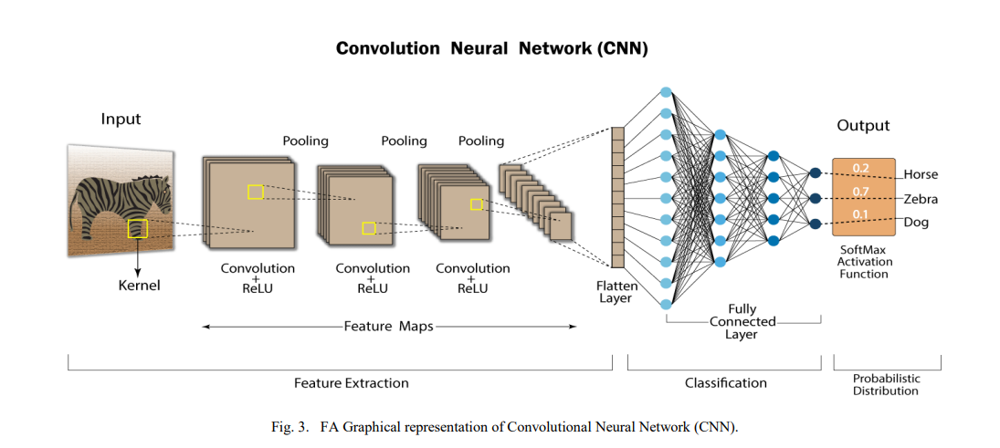 Convolution Neural Network (CNN)
Input
Output
Pooling
Pooling
Pooling
0.2
Horse
0.7
Zebra
0.1
Dog
SoftMax
Activation
Function
Kernel
Convolution
+
ReLU
Convolution
+
ReLU
Convolution
+
ReLU
Flatten
Layer
Fully
Connected
Layer
Feature Maps
Feature Extraction
Classification
Probabilistic
Distribution
Fig. 3. FA Graphical representation of Convolutional Neural Network (CNN).